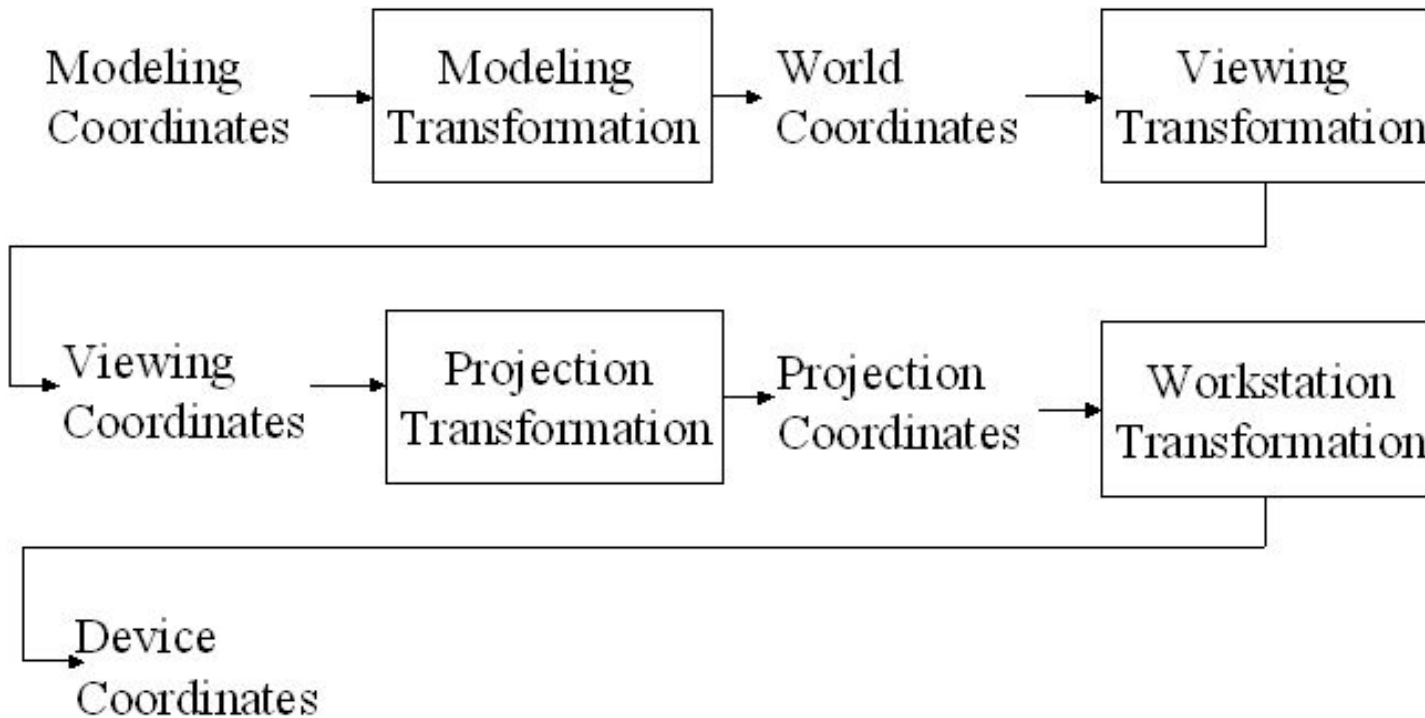 Modeling
Coordinates
Modeling
Transformation
World
Coordinates
Viewing
Transformation
Viewing
Coordinates
Projection
Transformation
Projection
Coordinates
Workstation
Transformation
Device
Coordinates